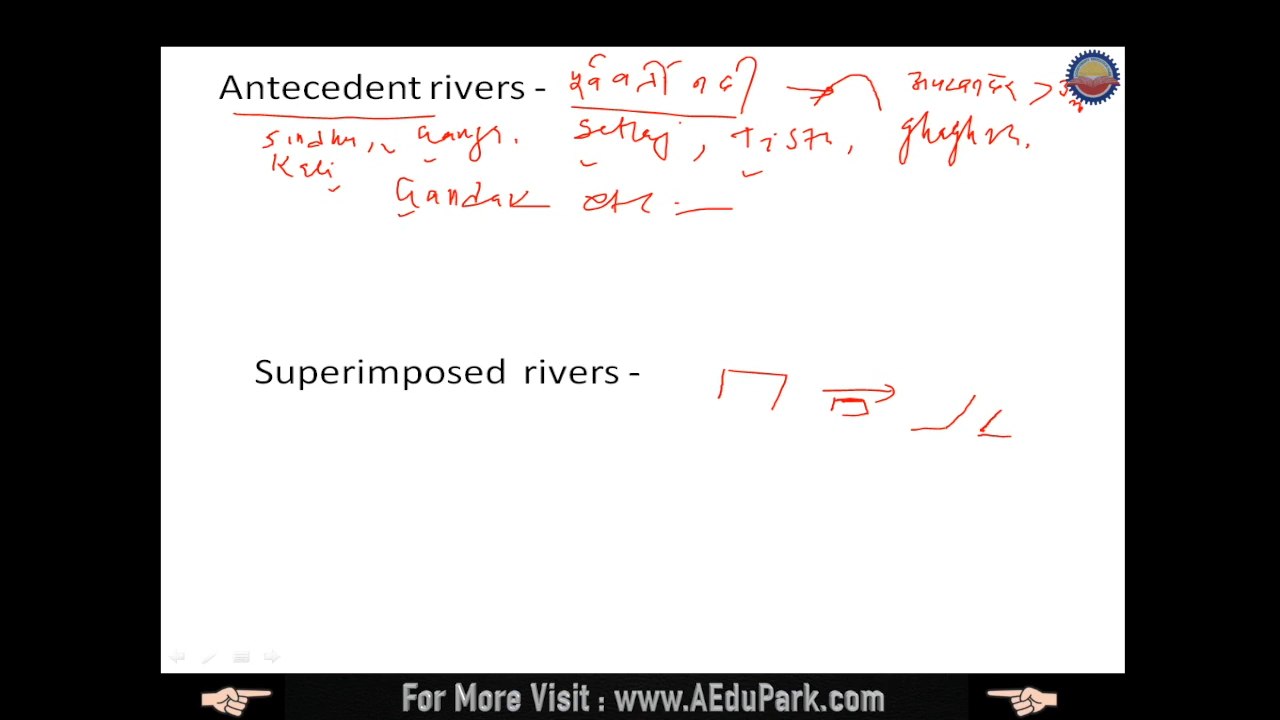 Antecedent rivers - पूर्ववर्ती नदी
Sindhu, Ganga, Setlaj, Tista, ghaghra.
Kali
Gandak etc.
Superimposed rivers -
For More Visit : www.AEduPark.com